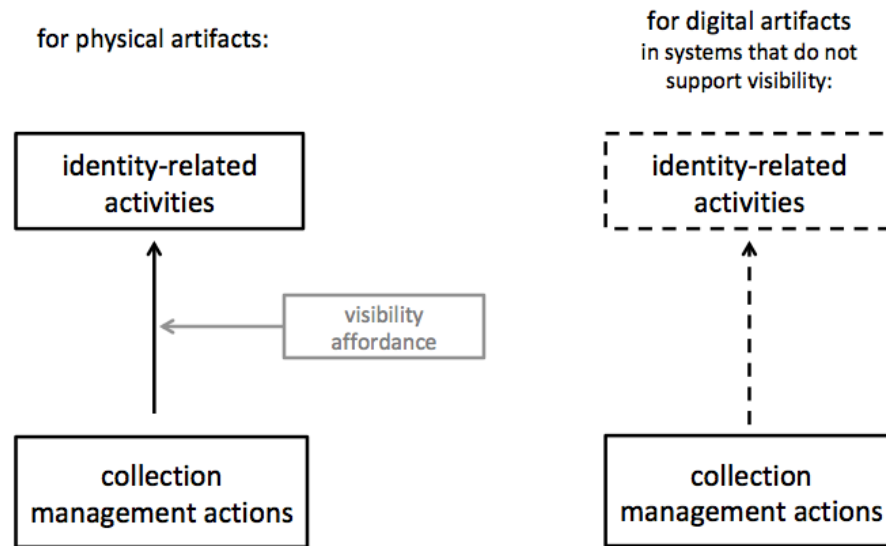 for physical artifacts:
identity-related
activities
visibility
affordance
collection
management actions
for digital artifacts
in systems that do not
support visibility:
identity-related
activities
collection
management actions